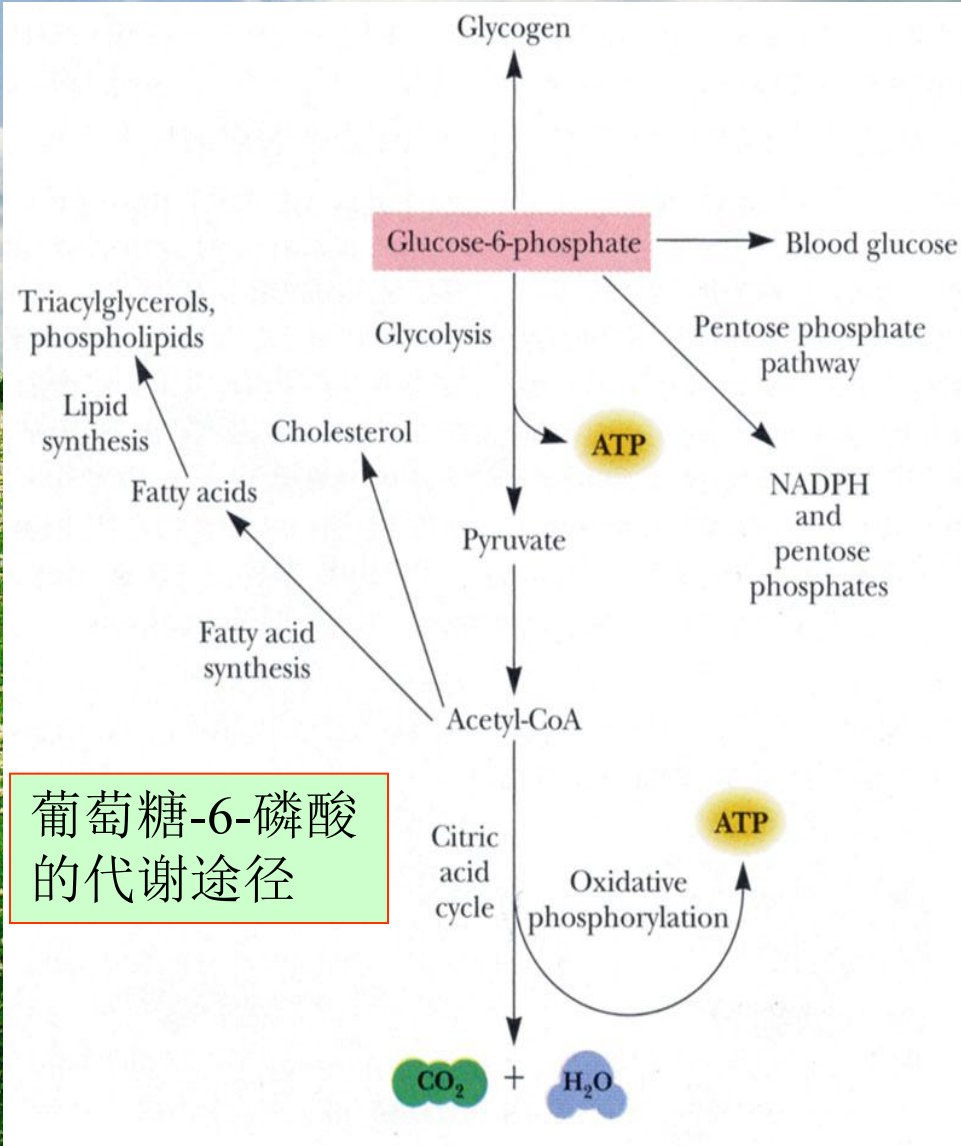 Glycogen
Glucose-6-phosphate
Blood glucose
Triacylglycerols,
phospholipids
Glycolysis
Pentose phosphate
pathway
Lipid
synthesis
Cholesterol
ATP
Fatty acids
NADPH
and
pentose
phosphates
Pyruvate
Fatty acid
synthesis
Acetyl-CoA
葡萄糖-6-磷酸
的代谢途径
Citric
acid
cycle
ATP
Oxidative
phosphorylation
CO₂ + H₂O